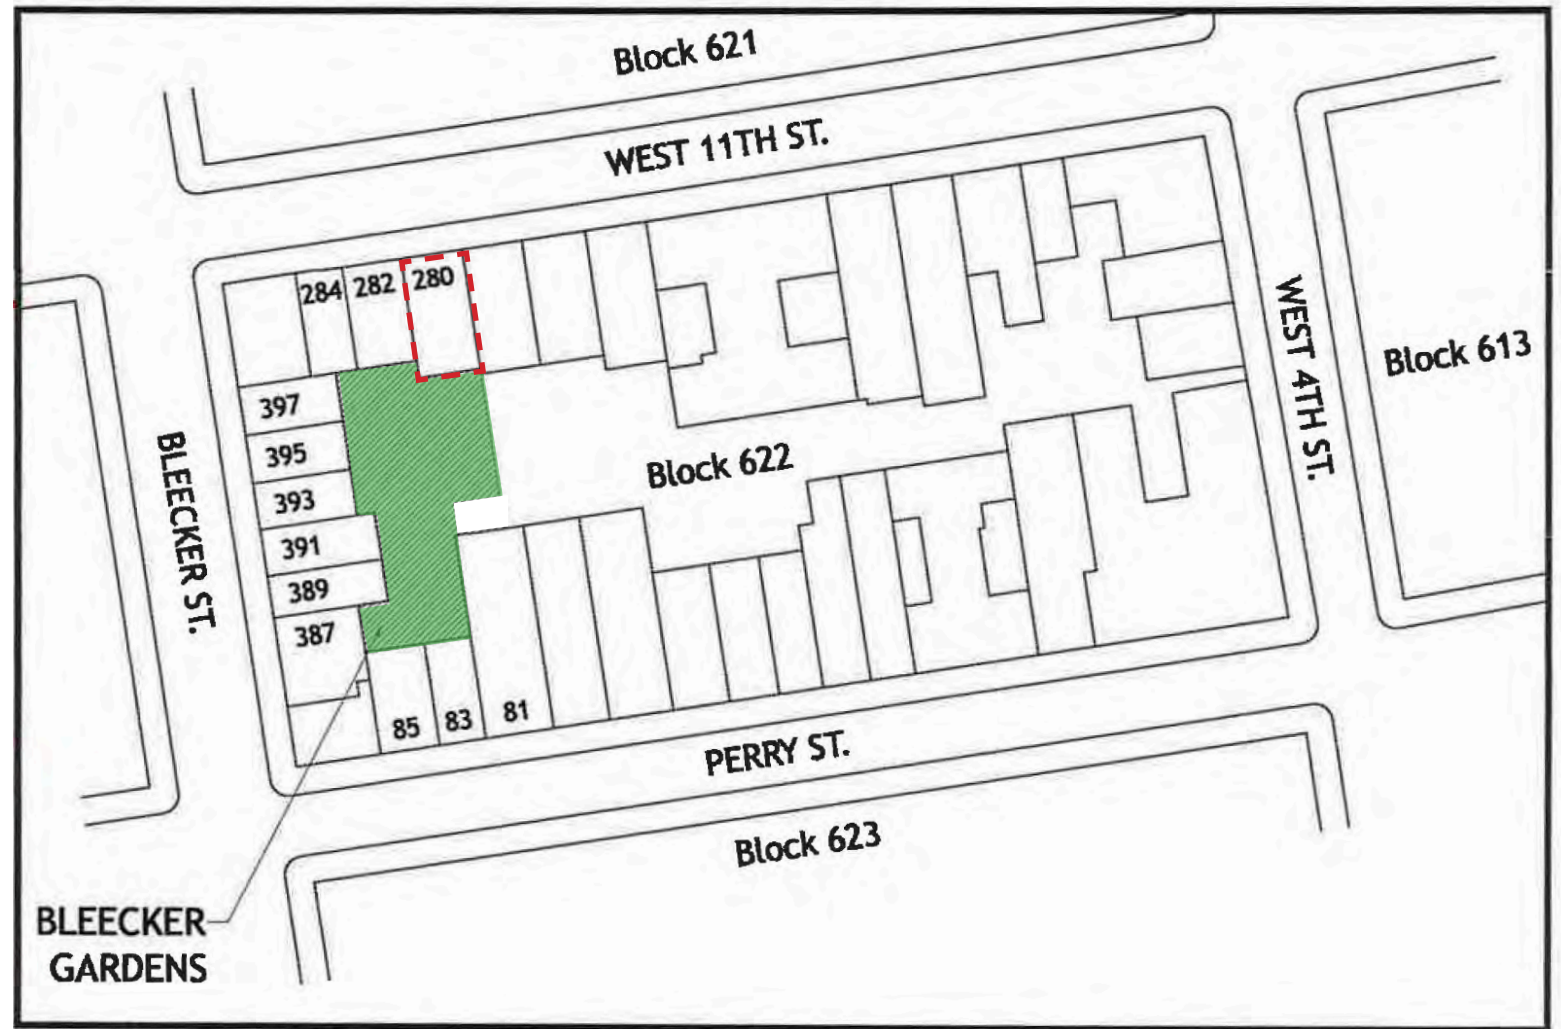 Block 621
WEST 11TH ST.
284
282
280
397
395
393
391
389
387
85
83
81
Block 622
BLEECKER ST.
WEST 4TH ST.
Block 613
PERRY ST.
Block 623
BLEECKER
GARDENS